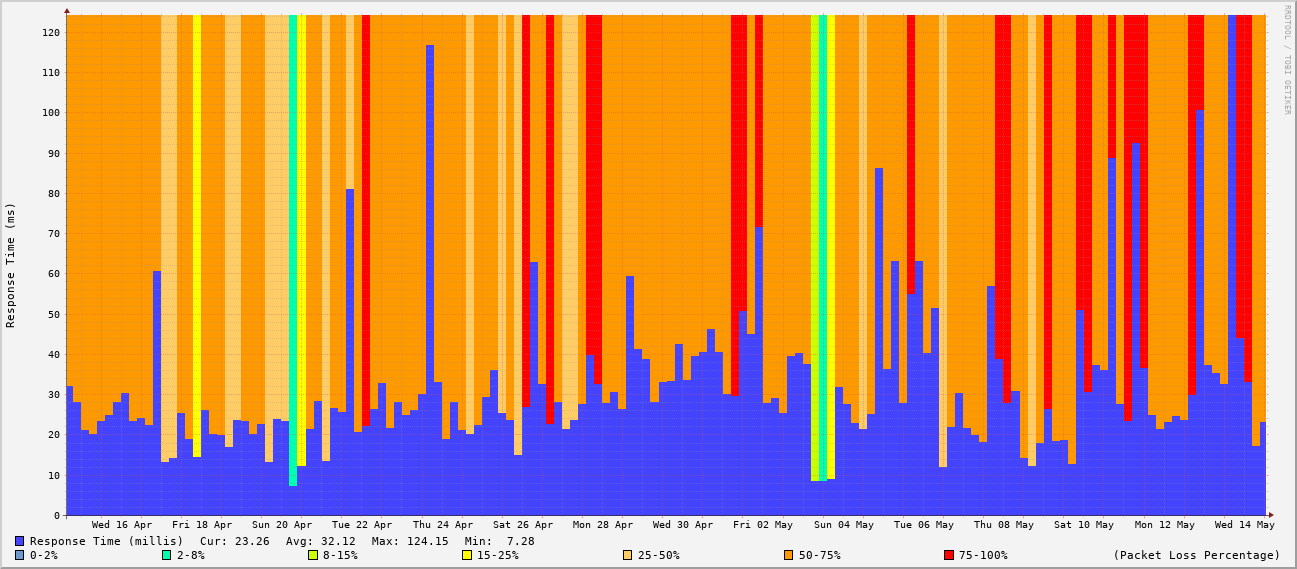 RRDTOOL / TOBI OETIKER
Response Time (ms)
120
110
100
90
80
70
60
50
40
30
20
10
0
Wed 16 Apr Fri 18 Apr Sun 20 Apr Tue 22 Apr Thu 24 Apr Sat 26 Apr Mon 28 Apr Wed 30 Apr Fri 02 May Sun 04 May Tue 06 May Thu 08 May Sat 10 May Mon 12 May Wed 14 May
Response Time (millis) Cur: 23.26 Avg: 32.12 Max: 124.15 Min: 7.28
0-2% 2-8% 8-15% 15-25% 25-50% 50-75% 75-100% (Packet Loss Percentage)